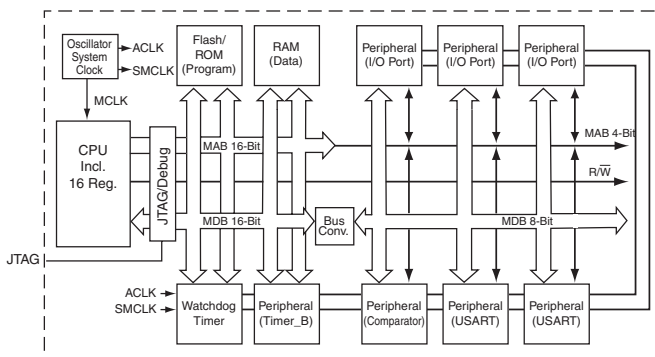 Oscillator
System
Clock
ACLK
SMCLK
MCLK
Flash/
ROM
(Program)
RAM
(Data)
Peripheral
(I/O Port)
Peripheral
(I/O Port)
Peripheral
(I/O Port)
CPU
Incl.
16 Reg.
JTAG/Debug
MAB 16-Bit
MAB 4-Bit
R/W̅
MDB 16-Bit
Bus
Conv.
MDB 8-Bit
JTAG
ACLK
SMCLK
Watchdog
Timer
Peripheral
(Timer_B)
Peripheral
(Comparator)
Peripheral
(USART)
Peripheral
(USART)